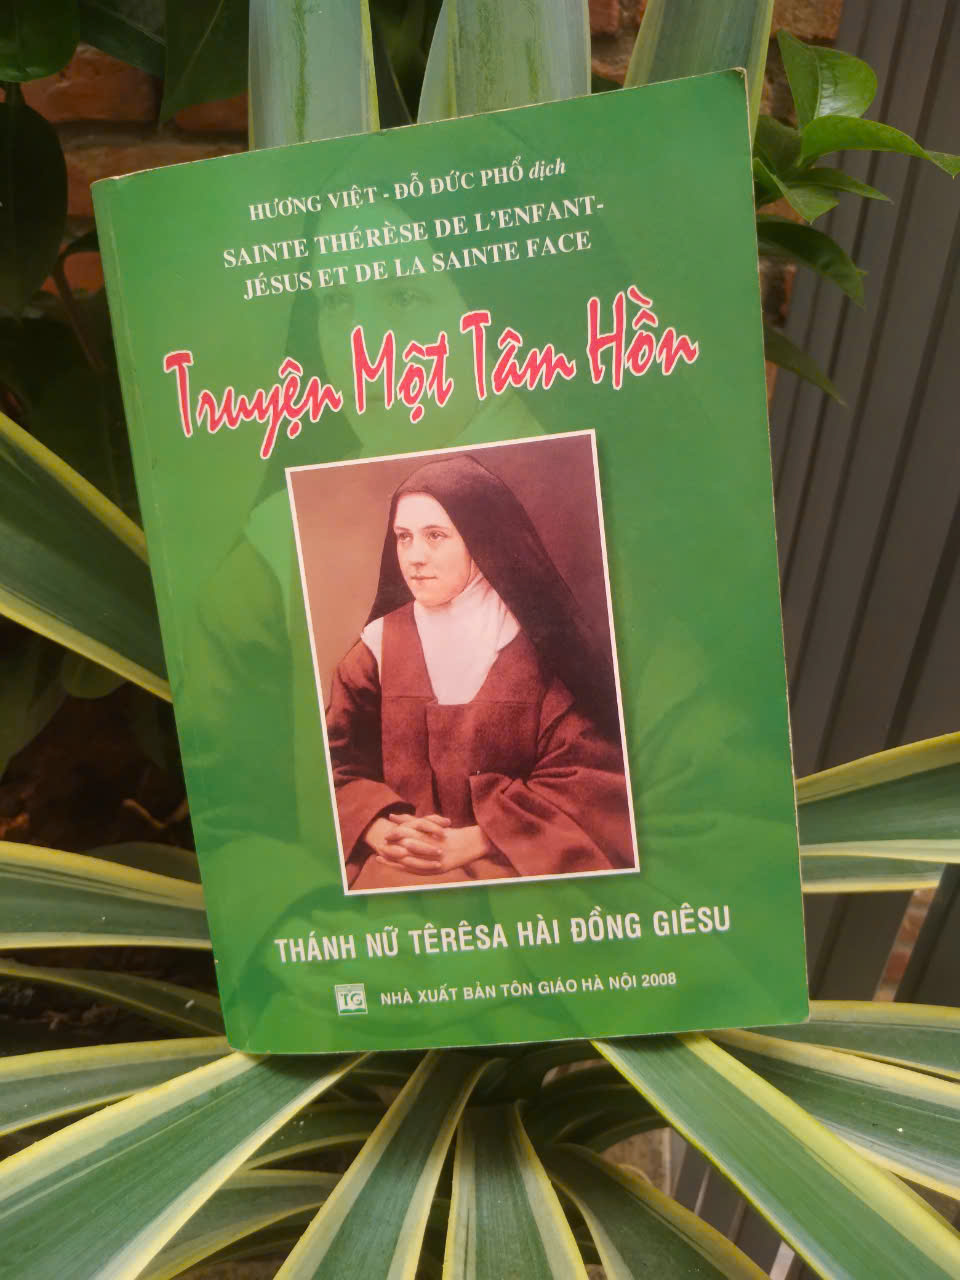 HƯƠNG VIỆT - ĐỖ ĐỨC PHỔ dịch
SAINTE THÉRÈSE DE L'ENFANT-
JÉSUS ET DE LA SAINTE FACE
Truyện Một Tâm Hồn
THÁNH NỮ TÊRÊSA HÀI ĐỒNG GIÊSU
TG NHÀ XUẤT BẢN TÔN GIÁO HÀ NỘI 2008